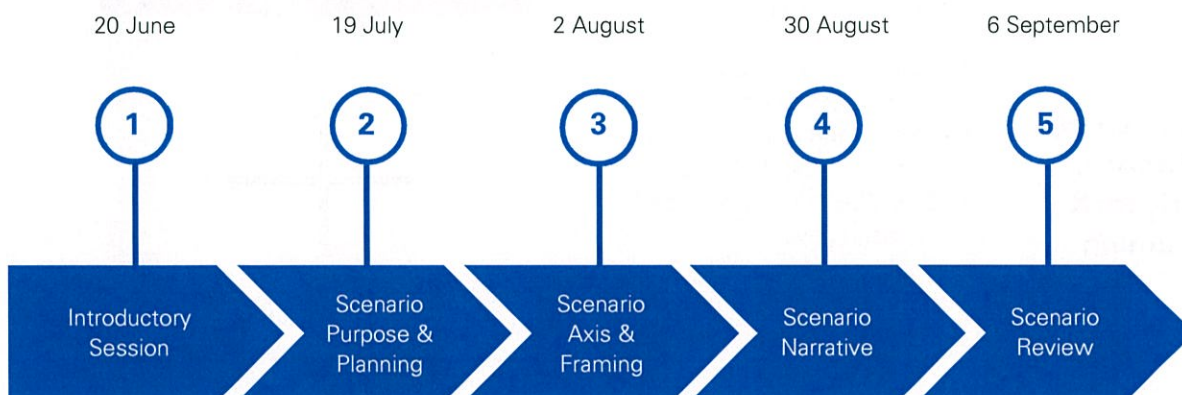 20 June
19 July
2 August
30 August
6 September
1
2
3
4
5
Introductory
Session
Scenario
Purpose &
Planning
Scenario
Axis &
Framing
Scenario
Narrative
Scenario
Review